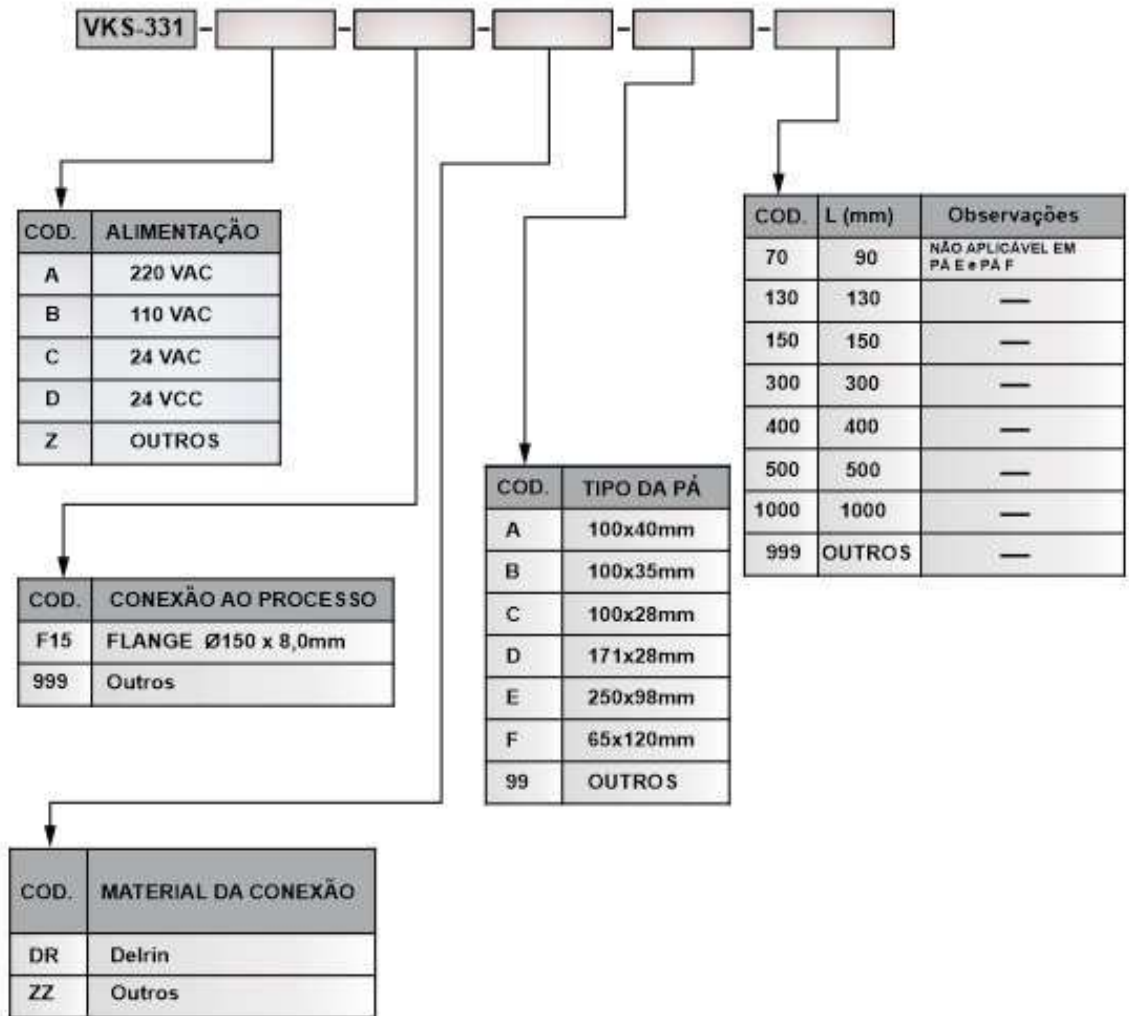 VKS-331 - - - - -
COD. ALIMENTAÇÃO
A 220 VAC
B 110 VAC
C 24 VAC
D 24 VCC
Z OUTROS
COD. CONEXÃO AO PROCESSO
F15 FLANGE Ø150 x 8,0mm
999 Outros
COD. MATERIAL DA CONEXÃO
DR Delrin
ZZ Outros
COD. TIPO DA PÁ
A 100x40mm
B 100x35mm
C 100x28mm
D 171x28mm
E 250x98mm
F 65x120mm
99 OUTROS
COD. L (mm) Observações
70 90 NÃO APLICÁVEL EM
PÁ E e PÁ F
130 130 —
150 150 —
300 300 —
400 400 —
500 500 —
1000 1000 —
999 OUTROS —